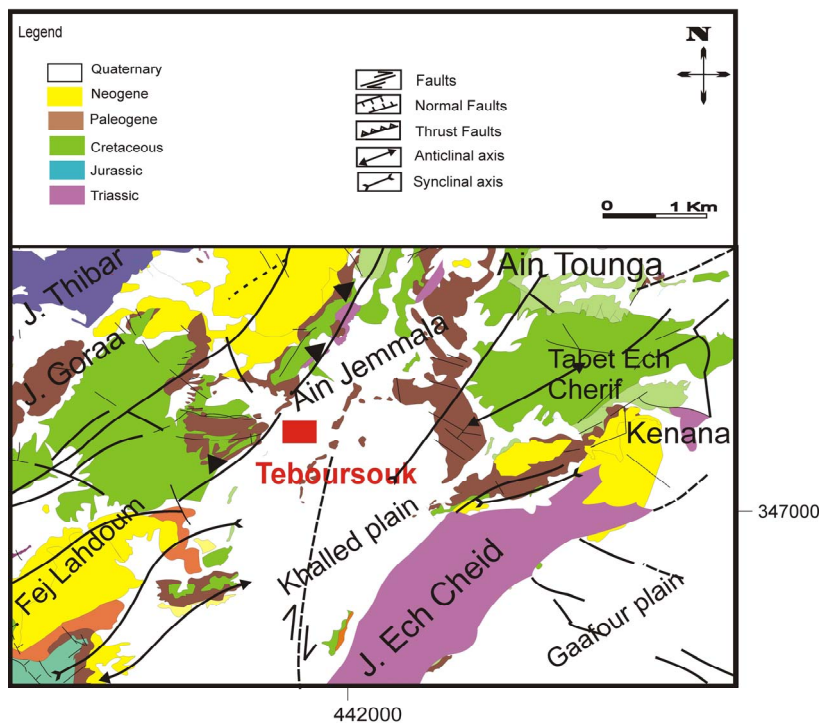 Legend
N
Quaternary
Neogene
Paleogene
Cretaceous
Jurassic
Triassic
Faults
Normal Faults
Thrust Faults
Anticlinal axis
Synclinal axis
0 1 Km
J. Thibar
Ain Tounga
J. Goraa
Ain Jemmala
Tabet Ech
Cherif
Kenana
Teboursouk
347000
Fej Lahdoum
Khalled plain
J. Ech Cheid
Gaafour plain
442000